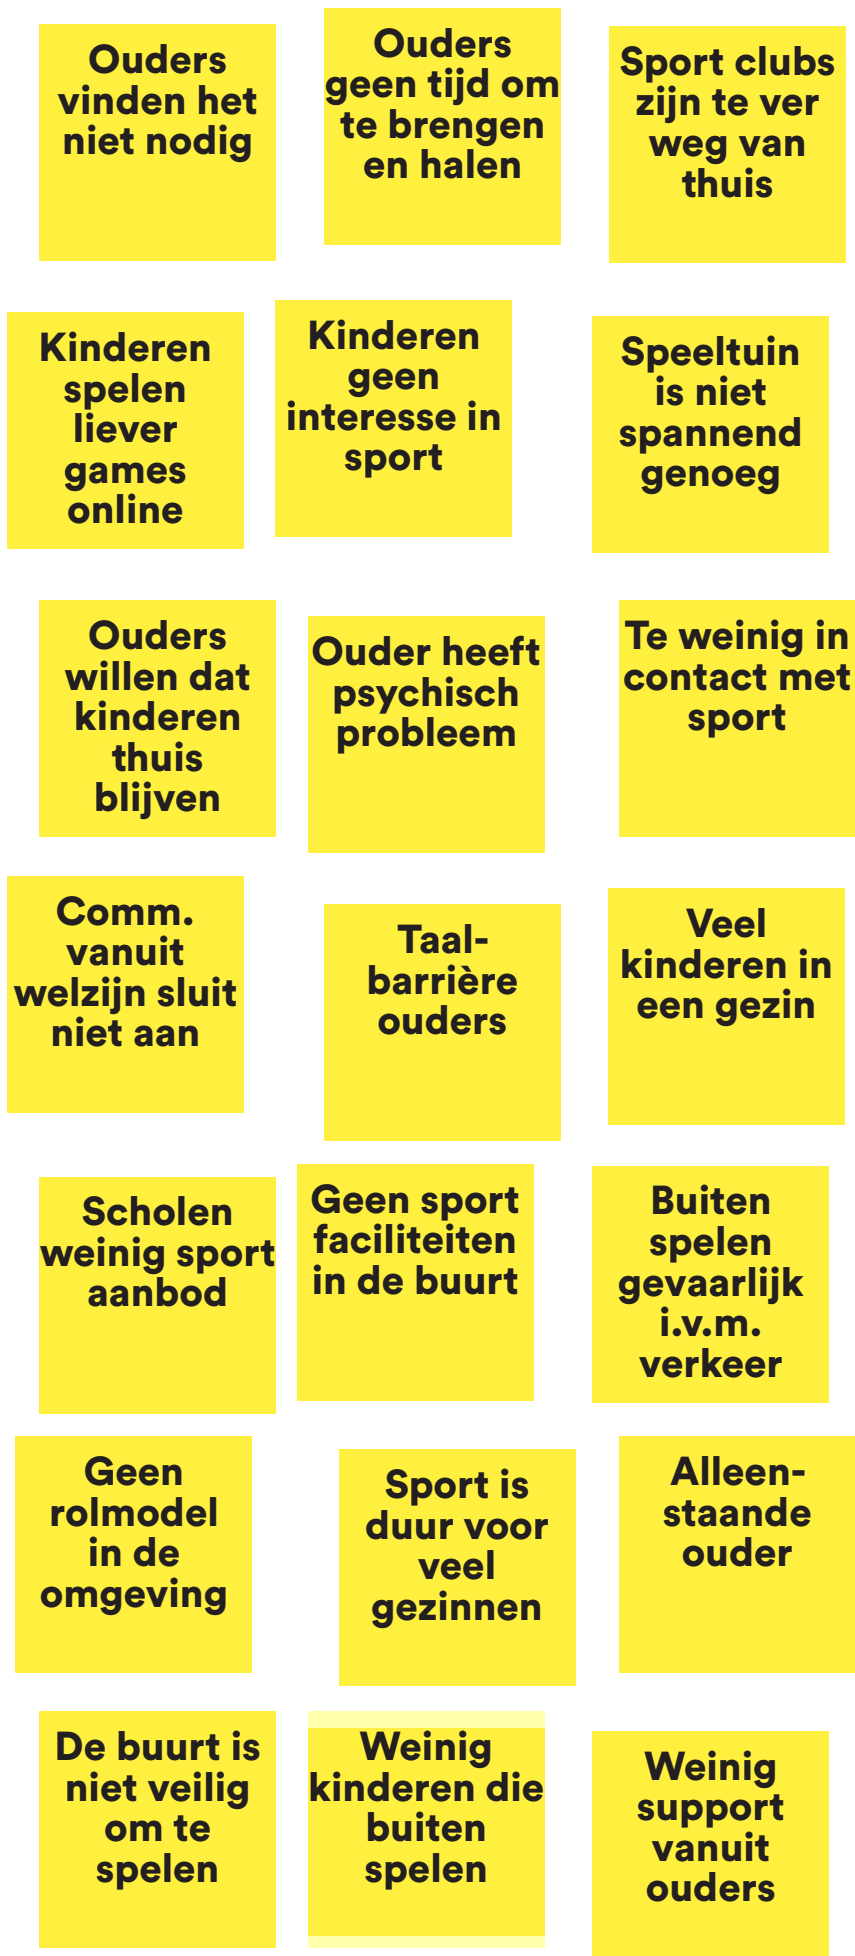 Ouders
vinden het
niet nodig
Ouders
geen tijd om
te brengen
en halen
Sport clubs
zijn te ver
weg van
thuis
Kinderen
spelen
liever
games
online
Kinderen
geen
interesse in
sport
Speeltuin
is niet
spannend
genoeg
Ouders
willen dat
kinderen
thuis
blijven
Ouder heeft
psychisch
probleem
Te weinig in
contact met
sport
Comm.
vanuit
welzijn sluit
niet aan
Taal-
barrière
ouders
Veel
kinderen in
een gezin
Scholen
weinig sport
aanbod
Geen sport
faciliteiten
in de buurt
Buiten
spelen
gevaarlijk
i.v.m.
verkeer
Geen
rolmodel
in de
omgeving
Sport is
duur voor
veel
gezinnen
Alleen-
staande
ouder
De buurt is
niet veilig
om te
spelen
Weinig
kinderen die
buiten
spelen
Weinig
support
vanuit
ouders